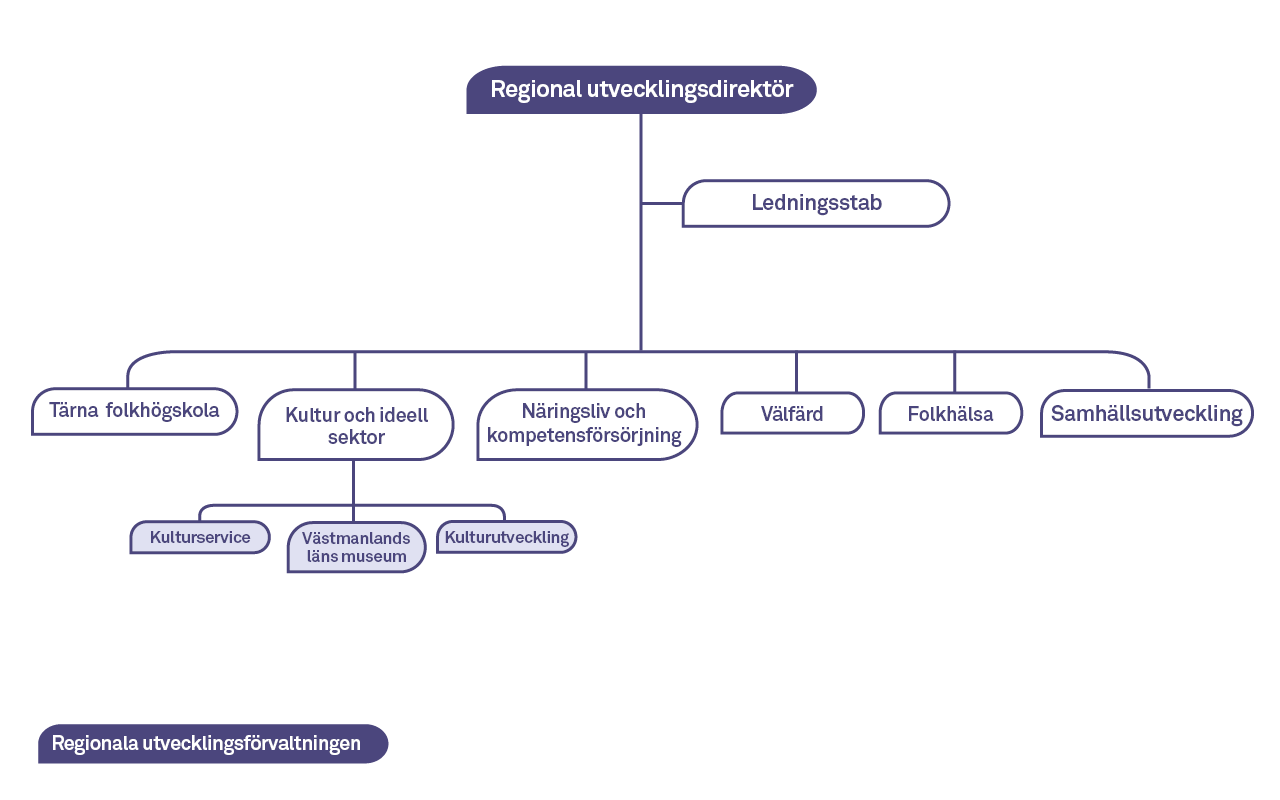 Regional utvecklingsdirektör
Ledningsstab
Tärna folkhögskola
Kultur och ideell
sektor
Näringsliv och
kompetensförsörjning
Välfärd
Folkhälsa
Samhällsutveckling
Kulturservice
Västmanlands
läns museum
Kulturutveckling
Regionala utvecklingsförvaltningen